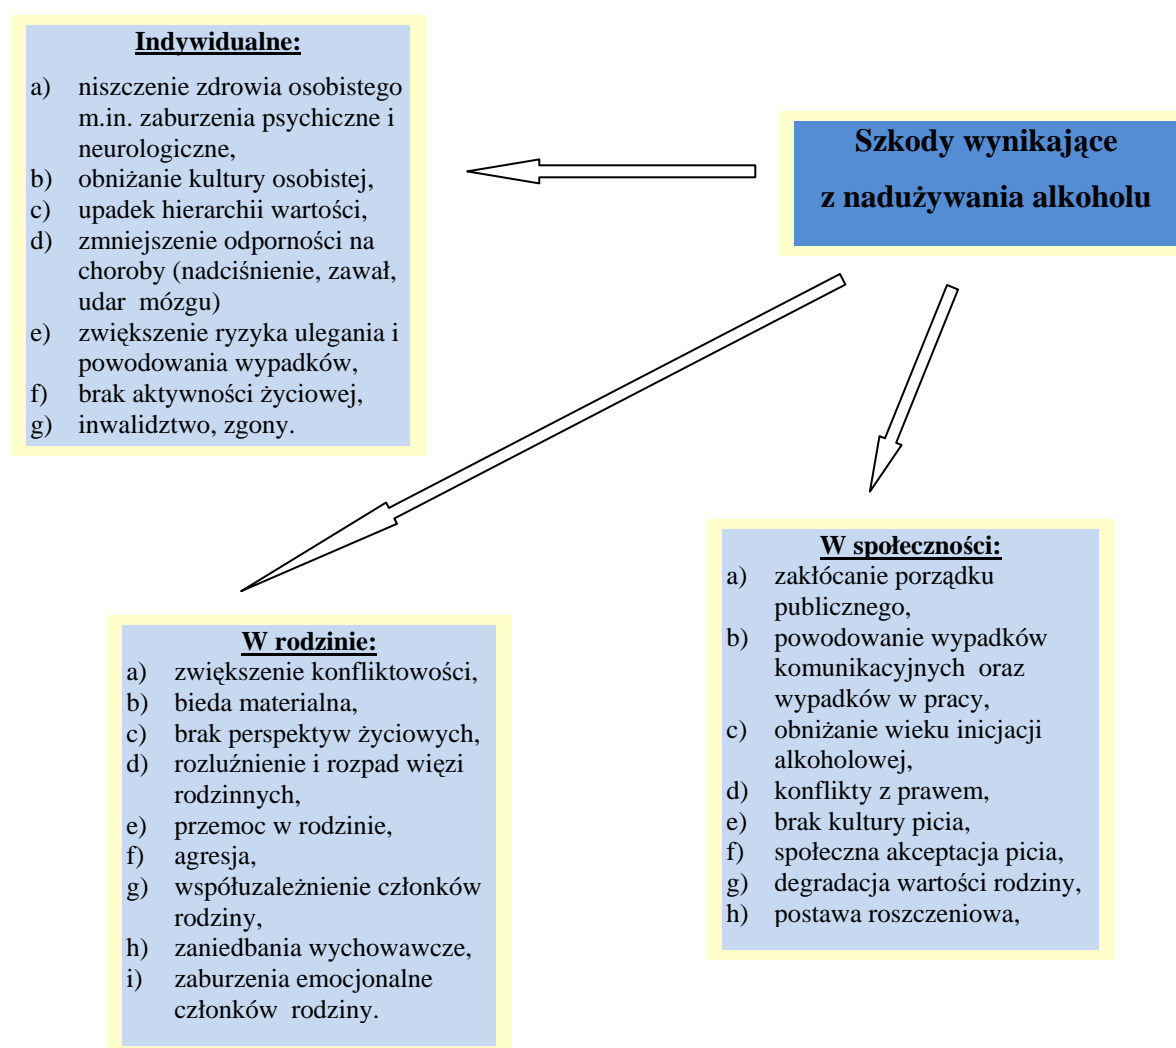 Indywidualne:
a) niszczenie zdrowia osobistego
m.in. zaburzenia psychiczne i
neurologiczne,
b) obniżanie kultury osobistej,
c) upadek hierarchii wartości,
d) zmniejszenie odporności na
choroby (nadciśnienie, zawał,
udar mózgu)
e) zwiększenie ryzyka ulegania i
powodowania wypadków,
f) brak aktywności życiowej,
g) inwalidztwo, zgony.
Szkody wynikające
z nadużywania alkoholu
W rodzinie:
a) zwiększenie konfliktowości,
b) bieda materialna,
c) brak perspektyw życiowych,
d) rozluźnienie i rozpad więzi
rodzinnych,
e) przemoc w rodzinie,
f) agresja,
g) współuzależnienie członków
rodziny,
h) zaniedbania wychowawcze,
i) zaburzenia emocjonalne
członków rodziny.
W społeczności:
a) zakłócanie porządku
publicznego,
b) powodowanie wypadków
komunikacyjnych oraz
wypadków w pracy,
c) obniżanie wieku inicjacji
alkoholowej,
d) konflikty z prawem,
e) brak kultury picia,
f) społeczna akceptacja picia,
g) degradacja wartości rodziny,
h) postawa roszczeniowa,